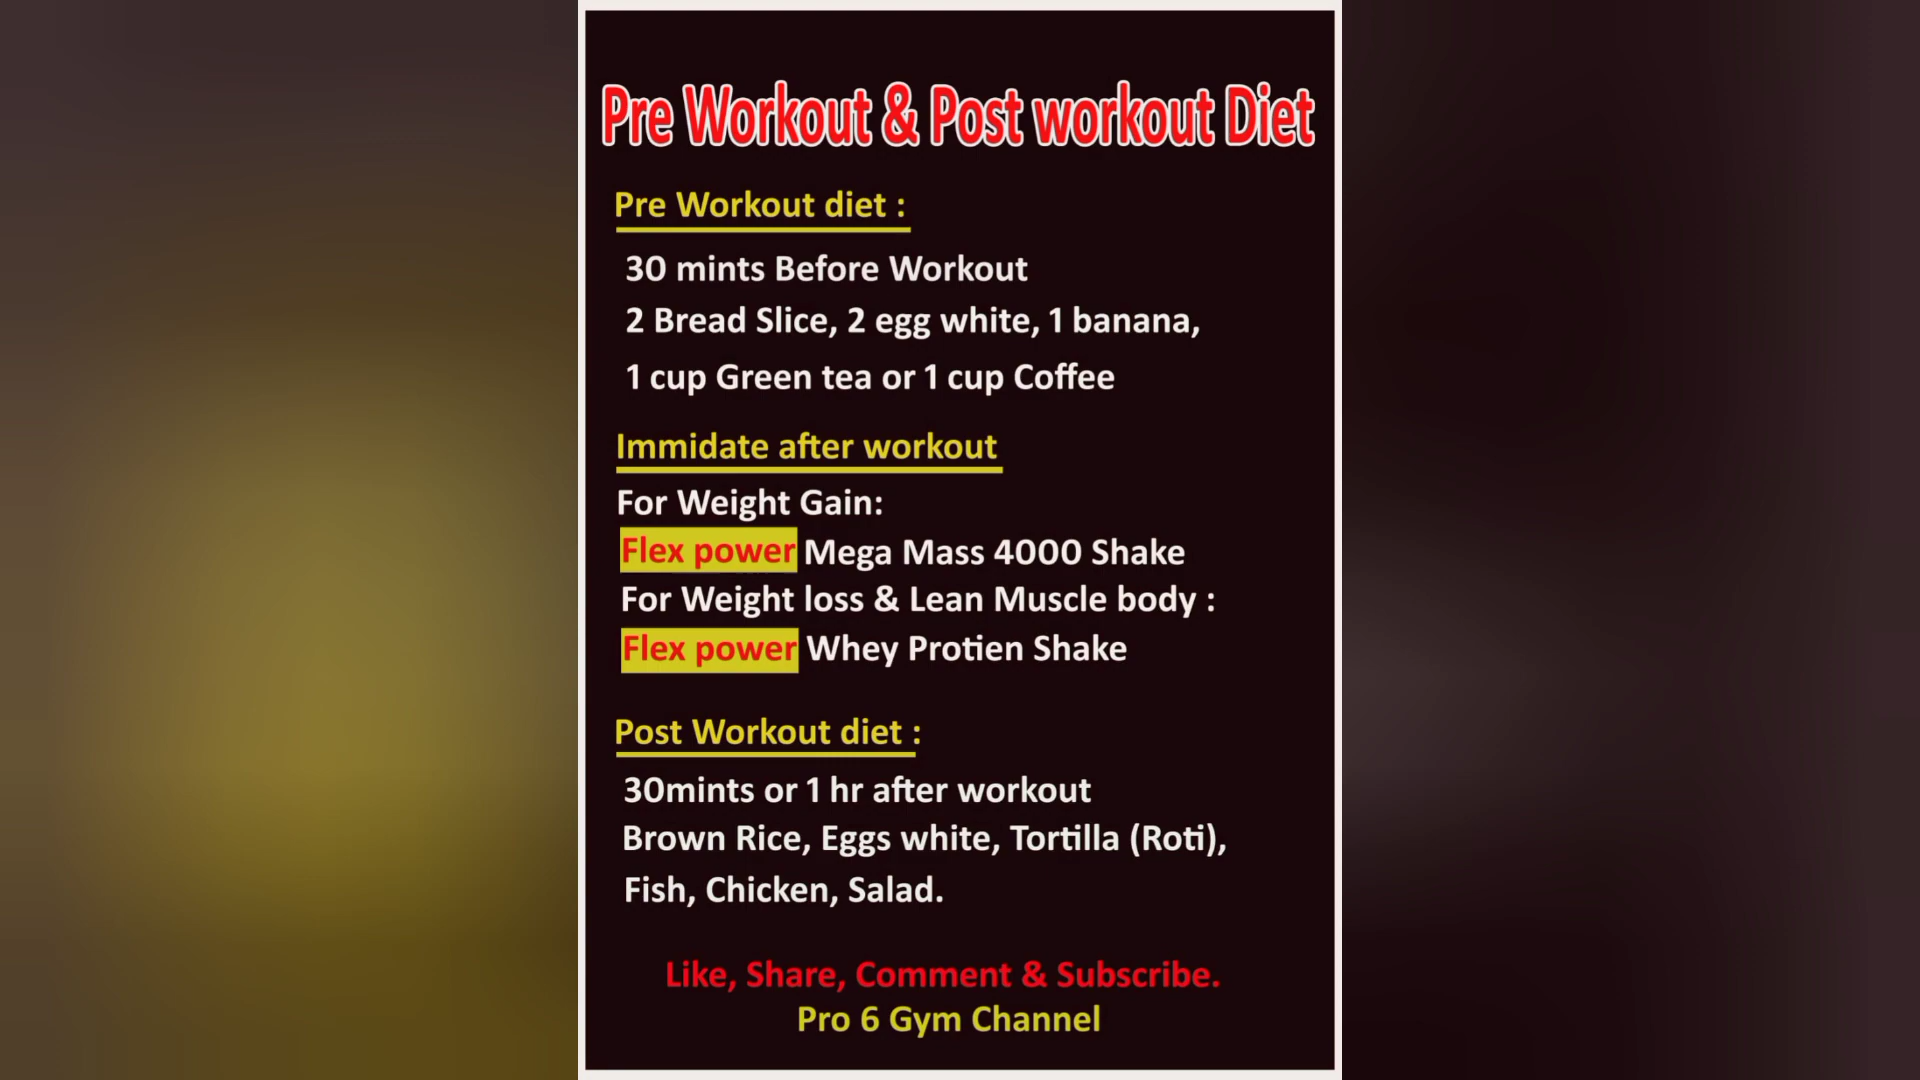 Pre Workout & Post workout Diet
Pre Workout diet :
30 mints Before Workout
2 Bread Slice, 2 egg white, 1 banana,
1 cup Green tea or 1 cup Coffee
Immidate after workout
For Weight Gain:
Flex power Mega Mass 4000 Shake
For Weight loss & Lean Muscle body :
Flex power Whey Protien Shake
Post Workout diet :
30mints or 1 hr after workout
Brown Rice, Eggs white, Tortilla (Roti),
Fish, Chicken, Salad.
Like, Share, Comment & Subscribe.
Pro 6 Gym Channel